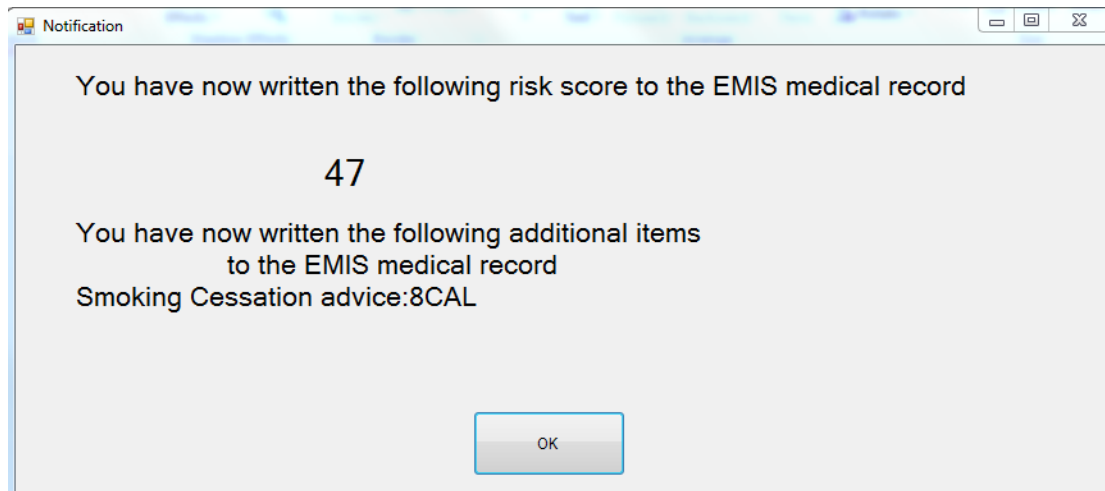 Notification
You have now written the following risk score to the EMIS medical record
47
You have now written the following additional items
to the EMIS medical record
Smoking Cessation advice:8CAL
OK